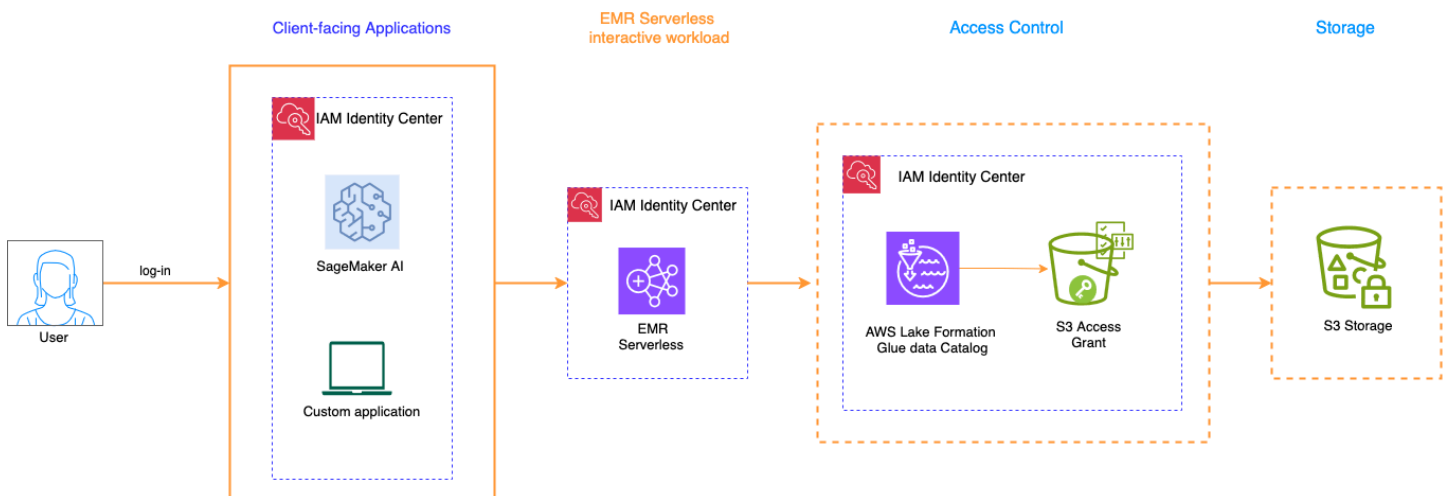 Client-facing Applications
EMR Serverless
interactive workload
Access Control
Storage
IAM Identity Center
SageMaker AI
Custom application
log-in
User
IAM Identity Center
EMR
Serverless
IAM Identity Center
AWS Lake Formation
Glue data Catalog
S3 Access
Grant
S3 Storage